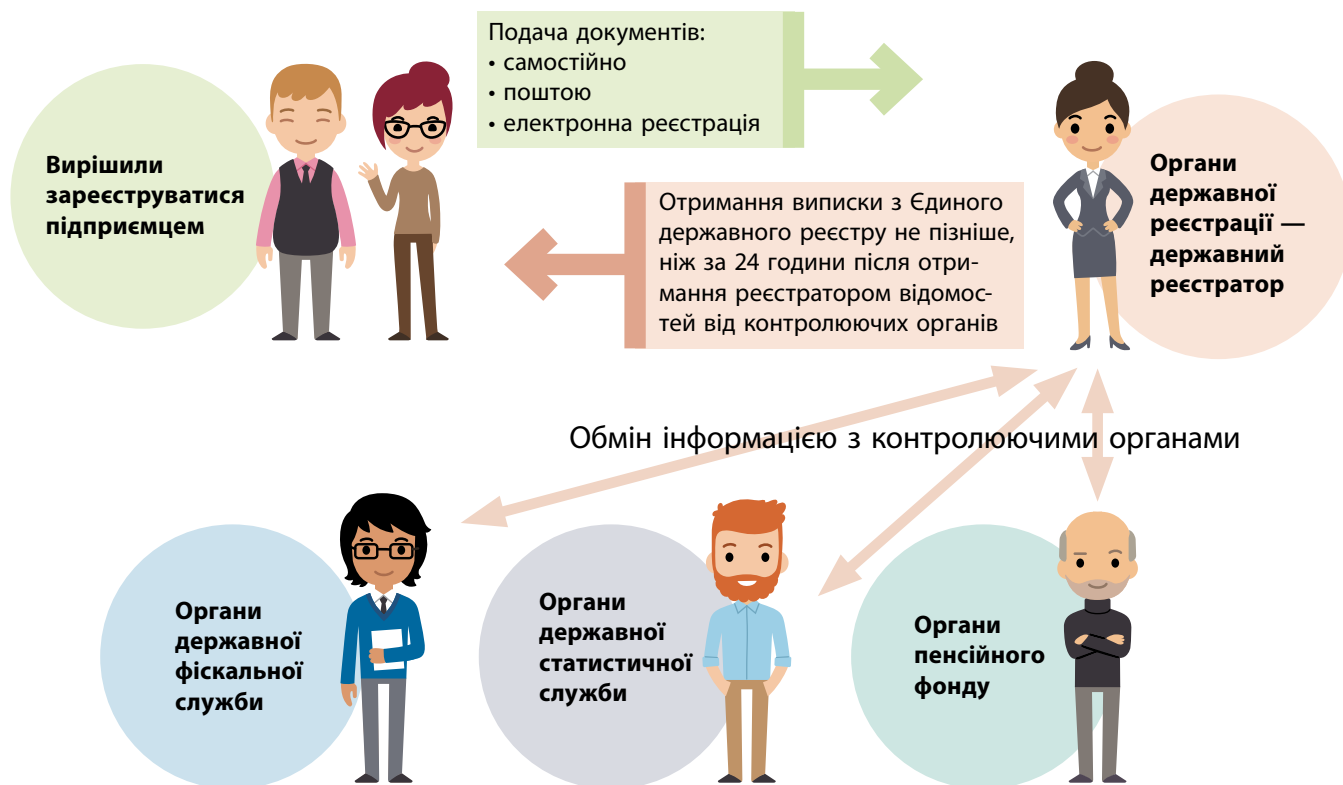 Подача документів:
• самостійно
• поштою
• електронна реєстрація
Вирішили
зареєструватися
підприємцем
Органи
державної
реєстрації —
державний
реєстратор
Отримання виписки з Єдиного
державного реєстру не пізніше,
ніж за 24 години після отри-
мання реєстратором відомос-
тей від контролюючих органів
Обмін інформацією з контролюючими органами
Органи
державної
фіскальної
служби
Органи
державної
статистичної
служби
Органи
пенсійного
фонду